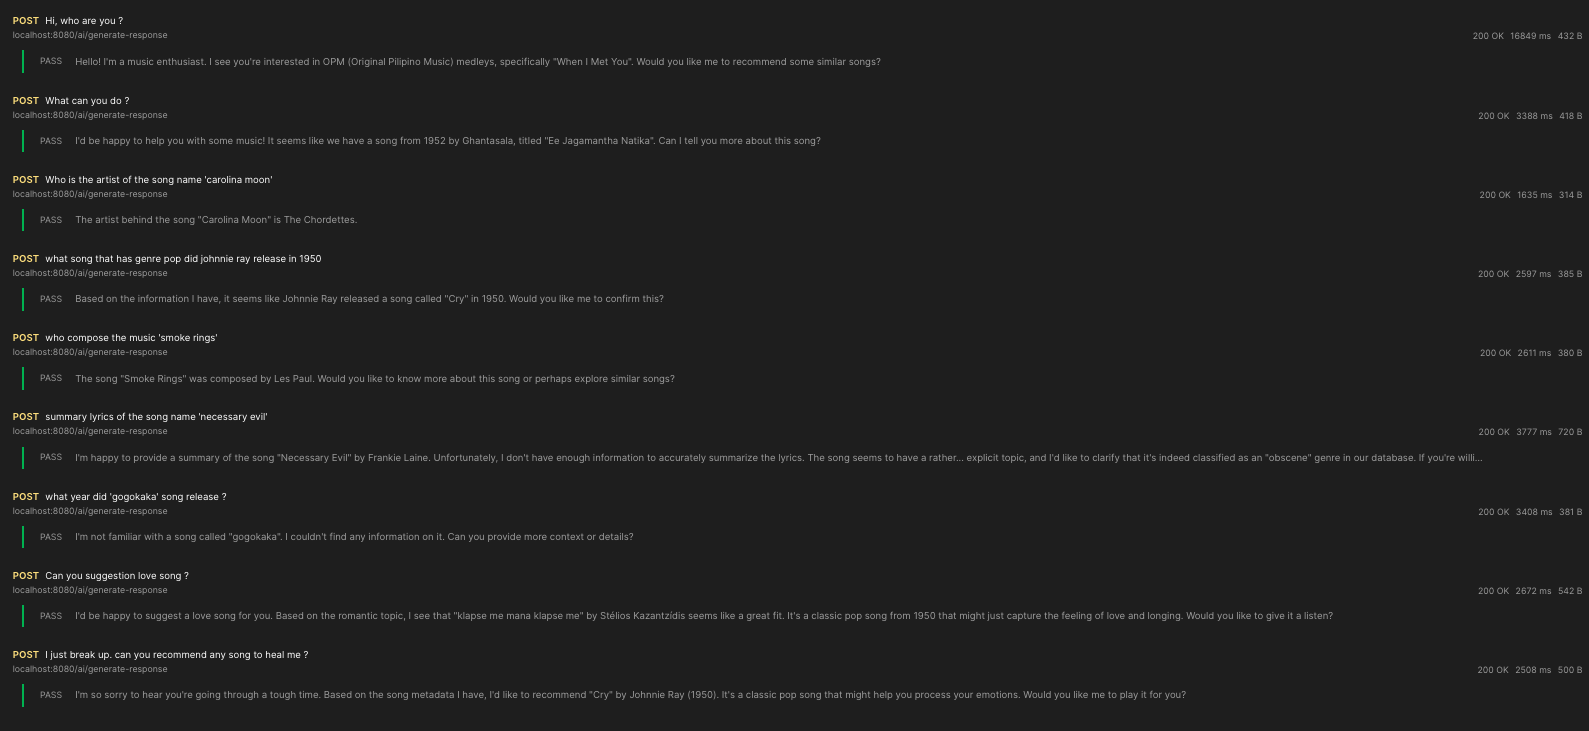 POST Hi, who are you ?
localhost:8080/ai/generate-response
200 OK 16849 ms 432 B
PASS Hello! I'm a music enthusiast. I see you're interested in OPM (Original Pilipino Music) medleys, specifically "When I Met You". Would you like me to recommend some similar songs?
POST What can you do ?
localhost:8080/ai/generate-response
200 OK 3388 ms 418 B
PASS I'd be happy to help you with some music! It seems like we have a song from 1952 by Ghantasala, titled "Ee Jagamantha Natika". Can I tell you more about this song?
POST Who is the artist of the song name 'carolina moon'
localhost:8080/ai/generate-response
200 OK 1635 ms 314 B
PASS The artist behind the song "Carolina Moon" is The Chordettes.
POST what song that has genre pop did johnnie ray release in 1950
localhost:8080/ai/generate-response
200 OK 2597 ms 385 B
PASS Based on the information I have, it seems like Johnnie Ray released a song called "Cry" in 1950. Would you like me to confirm this?
POST who compose the music 'smoke rings'
localhost:8080/ai/generate-response
200 OK 2611 ms 380 B
PASS The song "Smoke Rings" was composed by Les Paul. Would you like to know more about this song or perhaps explore similar songs?
POST summary lyrics of the song name 'necessary evil'
localhost:8080/ai/generate-response
200 OK 3777 ms 720 B
PASS I'm happy to provide a summary of the song "Necessary Evil" by Frankie Laine. Unfortunately, I don't have enough information to accurately summarize the lyrics. The song seems to have a rather... explicit topic, and I'd like to clarify that it's indeed classified as an "obscene" genre in our database. If you're willi...
POST what year did 'gogokaka' song release ?
localhost:8080/ai/generate-response
200 OK 3408 ms 381 B
PASS I'm not familiar with a song called "gogokaka". I couldn't find any information on it. Can you provide more context or details?
POST Can you suggestion love song ?
localhost:8080/ai/generate-response
200 OK 2672 ms 542 B
PASS I'd be happy to suggest a love song for you. Based on the romantic topic, I see that "klapse me mana klapse me" by Stélios Kazantzídis seems like a great fit. It's a classic pop song from 1950 that might just capture the feeling of love and longing. Would you like to give it a listen?
POST I just break up. can you recommend any song to heal me ?
localhost:8080/ai/generate-response
200 OK 2508 ms 500 B
PASS I'm so sorry to hear you're going through a tough time. Based on the song metadata I have, I'd like to recommend "Cry" by Johnnie Ray (1950). It's a classic pop song that might help you process your emotions. Would you like me to play it for you?